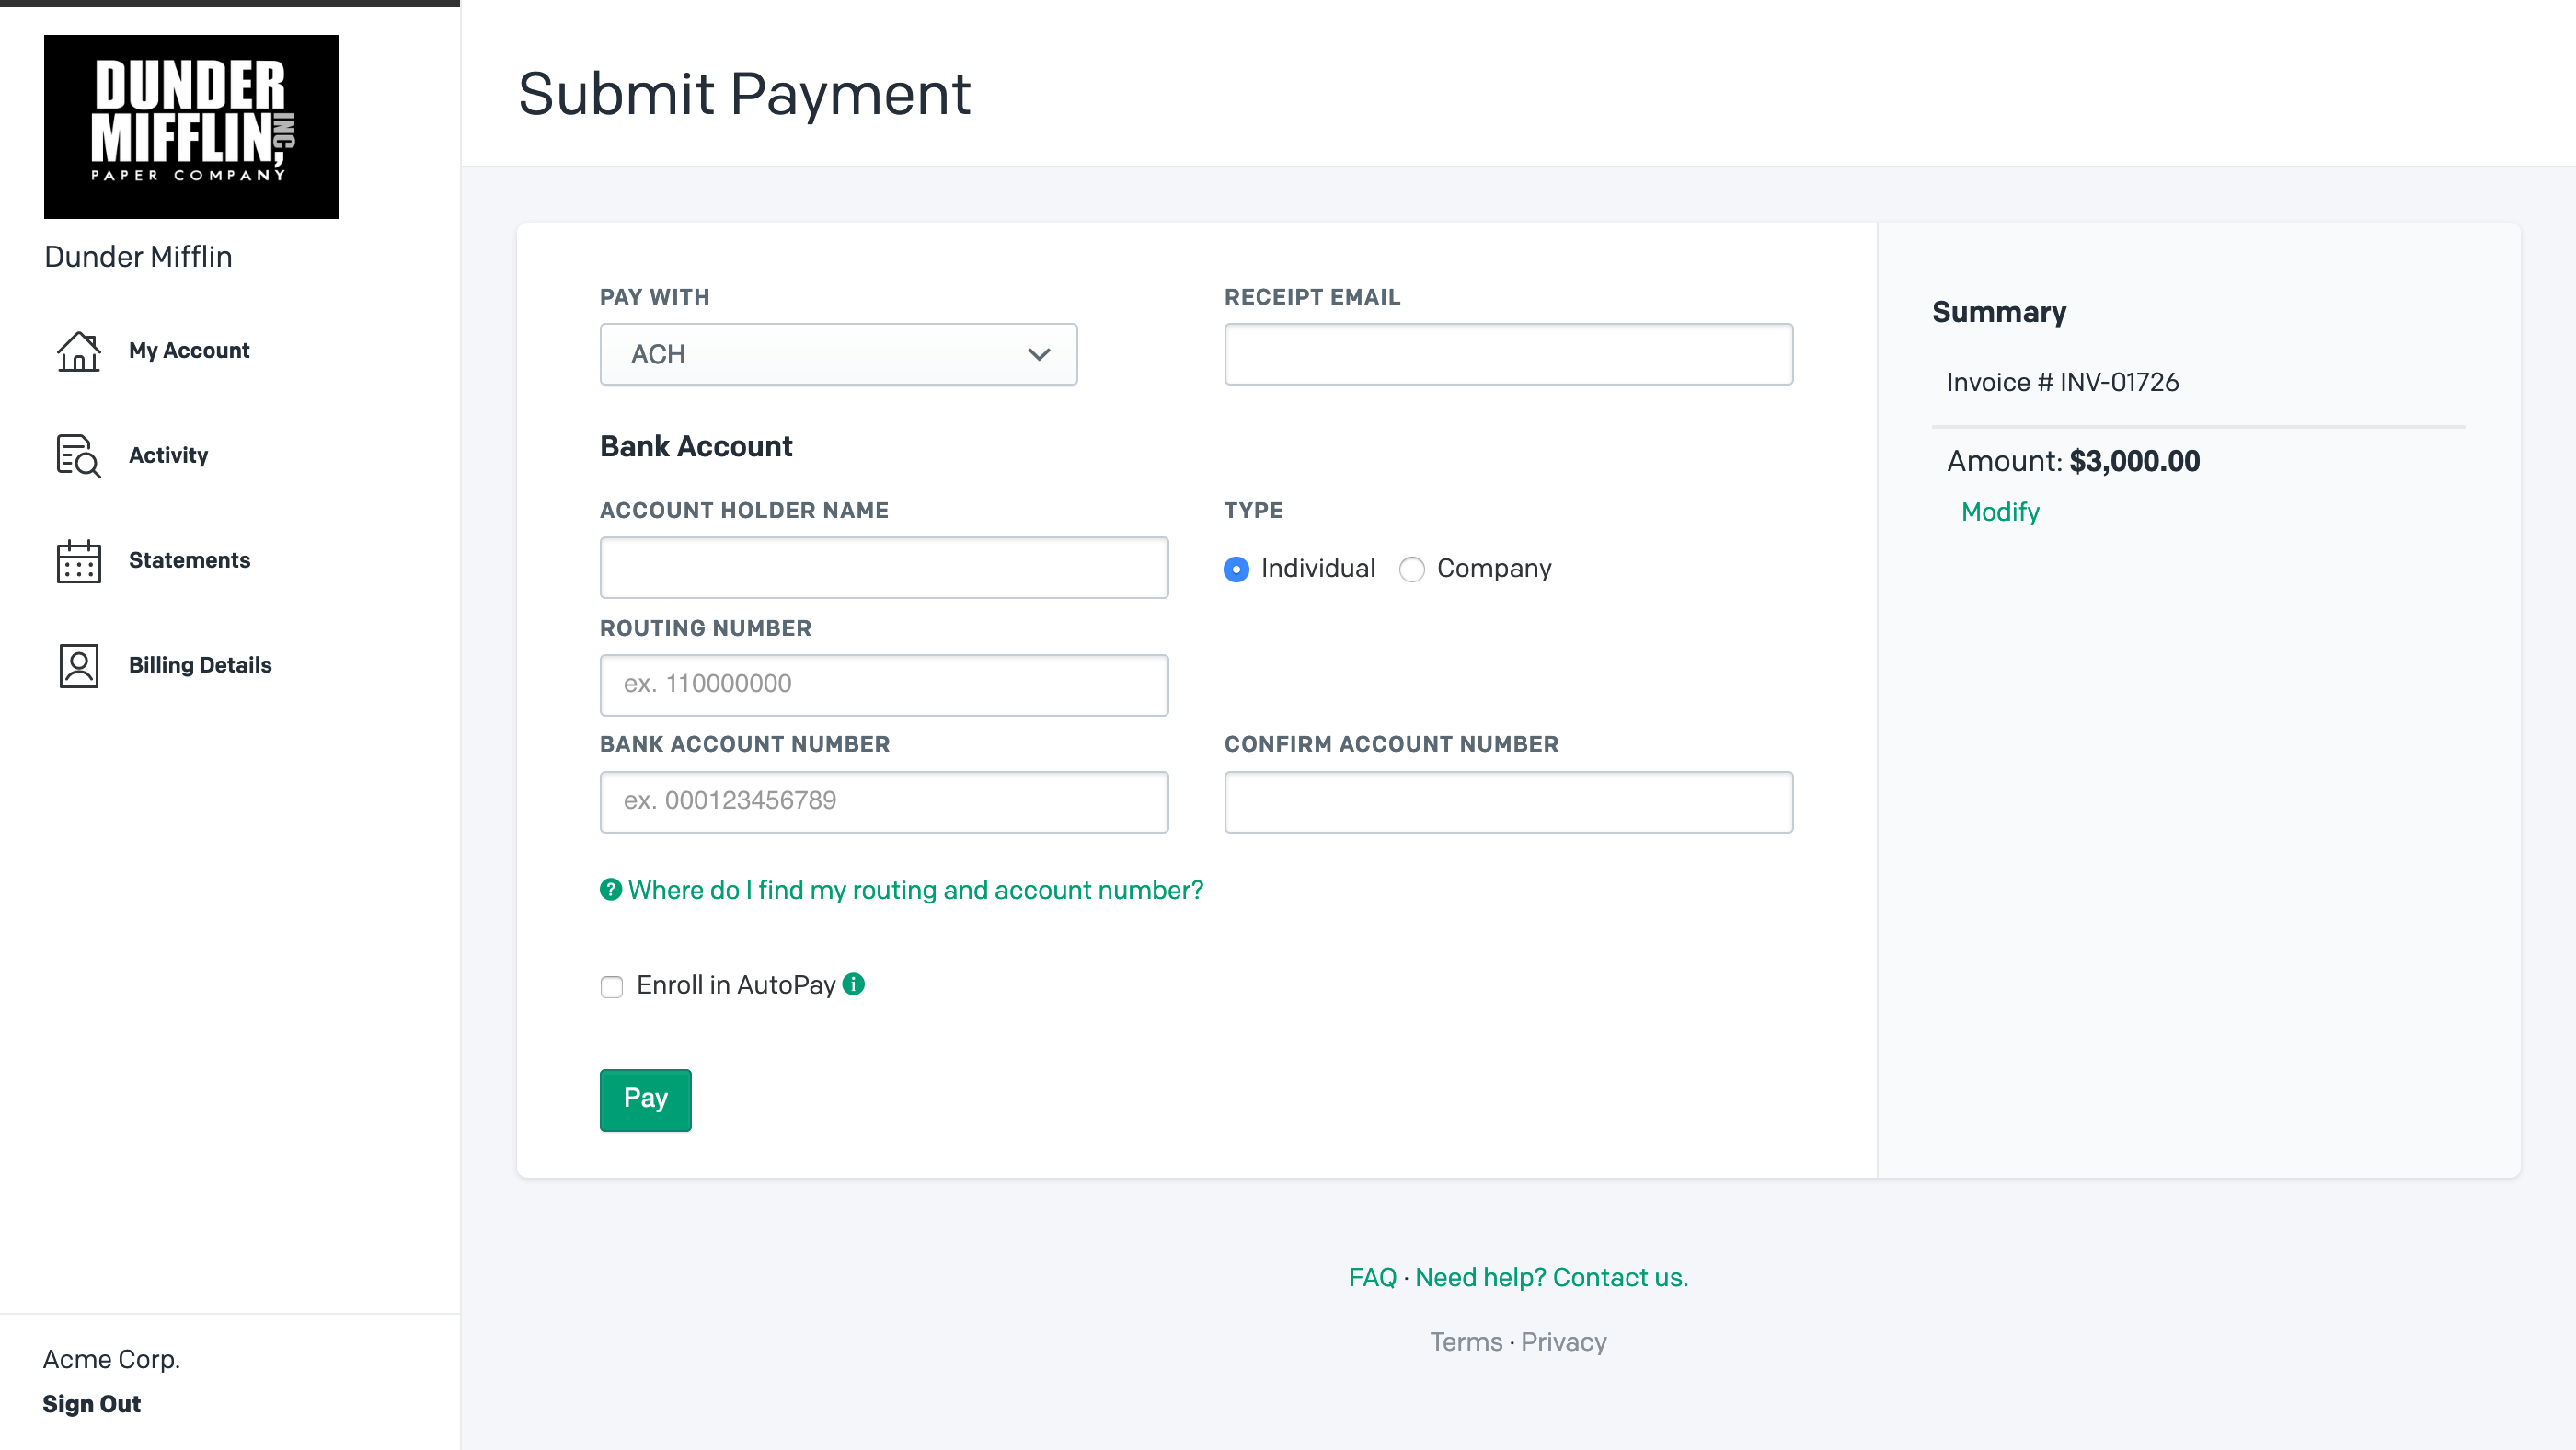 DUNDER
MIFFLIN, INC
PAPER COMPANY
Dunder Mifflin
My Account
Activity
Statements
Billing Details
Acme Corp.
Sign Out
Submit Payment
PAY WITH
ACH
RECEIPT EMAIL
Bank Account
ACCOUNT HOLDER NAME
TYPE
Individual
Company
ROUTING NUMBER
ex. 110000000
BANK ACCOUNT NUMBER
ex. 000123456789
CONFIRM ACCOUNT NUMBER
? Where do I find my routing and account number?
Enroll in AutoPay i
Pay
Summary
Invoice # INV-01726
Amount: $3,000.00
Modify
FAQ · Need help? Contact us.
Terms · Privacy